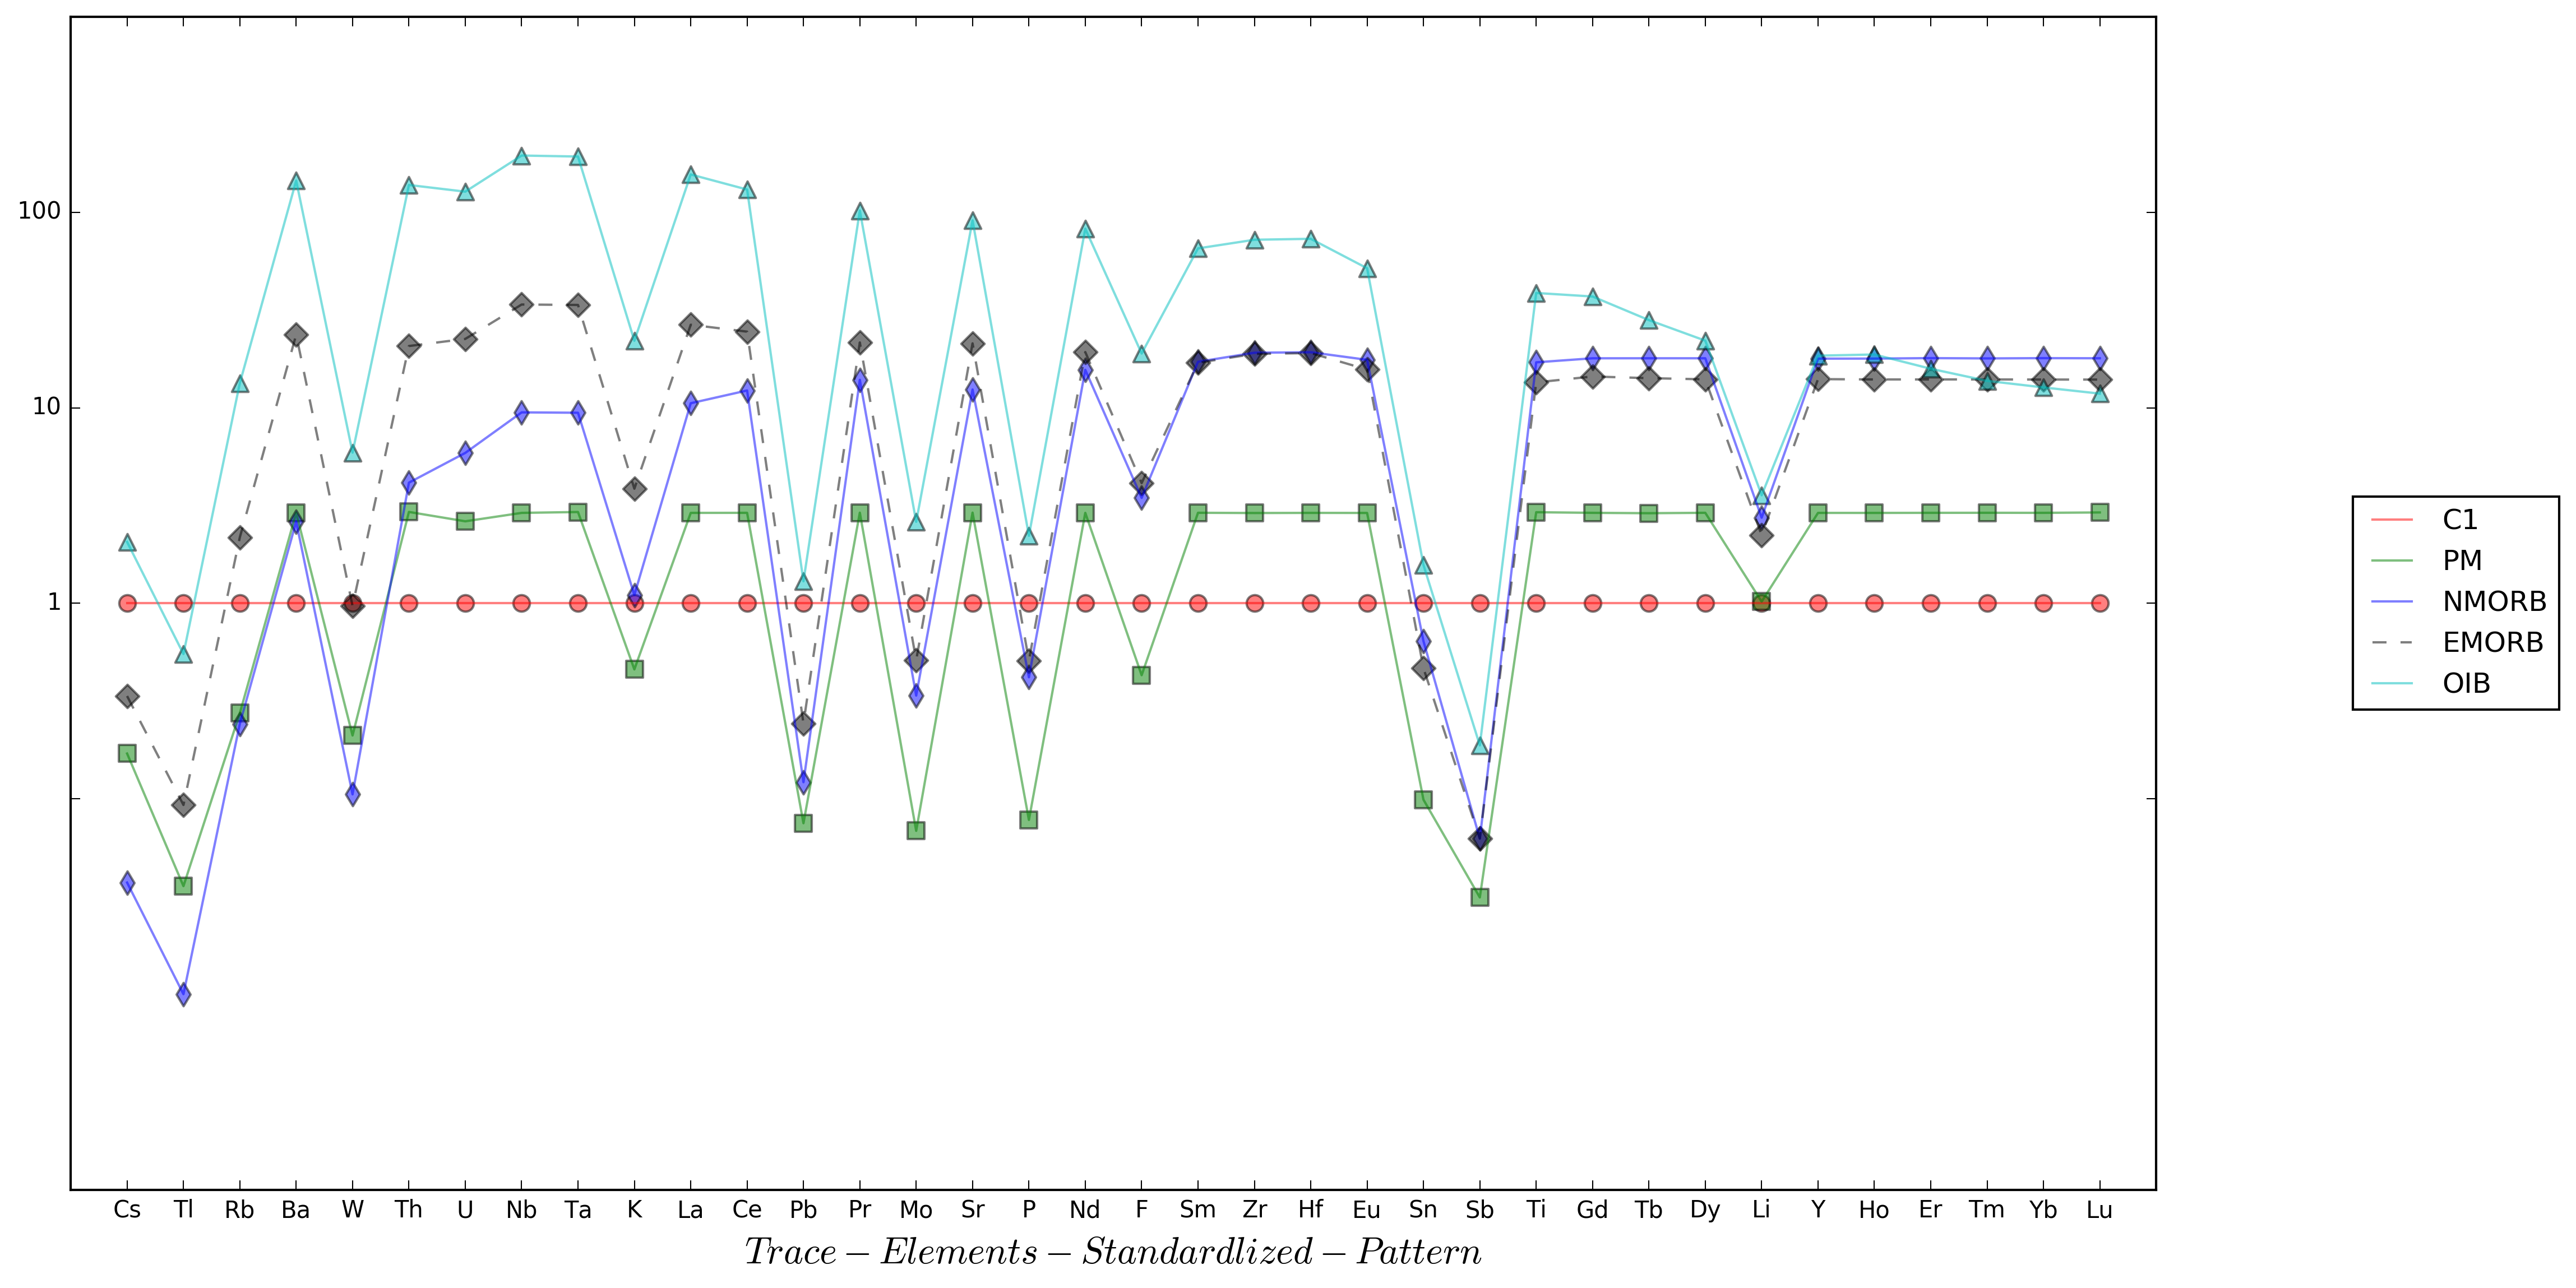 100
10
1
Cs Tl Rb Ba W Th U Nb Ta K La Ce Pb Pr Mo Sr P Nd F Sm Zr Hf Eu Sn Sb Ti Gd Tb Dy Li Y Ho Er Tm Yb Lu
Trace − Elements − Standardlized − Pattern
C1
PM
NMORB
EMORB
OIB